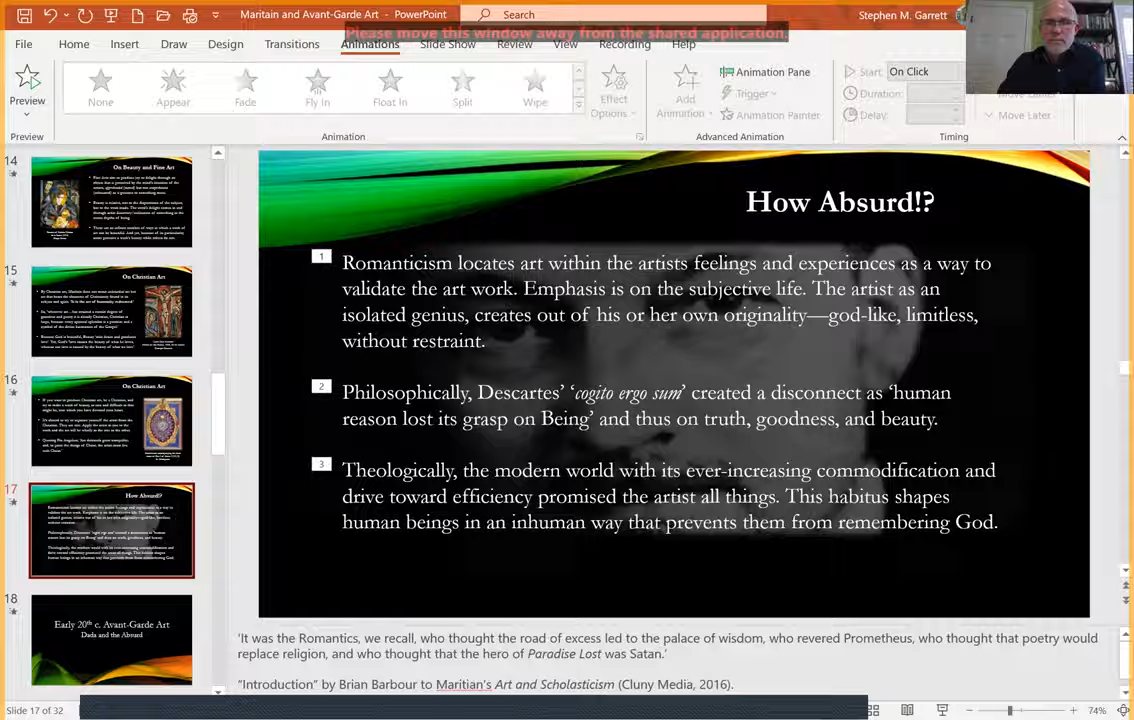 Maritain and Avant-Garde Art - PowerPoint
Search
Stephen M. Garrett
Please move this window away from the shared application.
File Home Insert Draw Design Transitions Animations Slide Show Review View Recording Help
Preview
None Appear Fade Fly In Float In Split Wipe
Effect Options
Add Animation
Animation Pane
Trigger
Animation Painter
Start: On Click
Duration:
Delay:
Move Later
Preview Animation Advanced Animation Timing
14
On Beauty and Fine Art
15
On Christian Art
16
On Christian Art
17
How Absurd!?
18
Early 20th c. Avant-Garde Art
Dada and the Absurd
How Absurd!?
1
Romanticism locates art within the artists feelings and experiences as a way to
validate the art work. Emphasis is on the subjective life. The artist as an
isolated genius, creates out of his or her own originality—god-like, limitless,
without restraint.
2
Philosophically, Descartes’ ‘cogito ergo sum’ created a disconnect as ‘human
reason lost its grasp on Being’ and thus on truth, goodness, and beauty.
3
Theologically, the modern world with its ever-increasing commodification and
drive toward efficiency promised the artist all things. This habitus shapes
human beings in an inhuman way that prevents them from remembering God.
'It was the Romantics, we recall, who thought the road of excess led to the palace of wisdom, who revered Prometheus, who thought that poetry would
replace religion, and who thought that the hero of Paradise Lost was Satan.'
"Introduction" by Brian Barbour to Maritian's Art and Scholasticism (Cluny Media, 2016).
Slide 17 of 32
74%